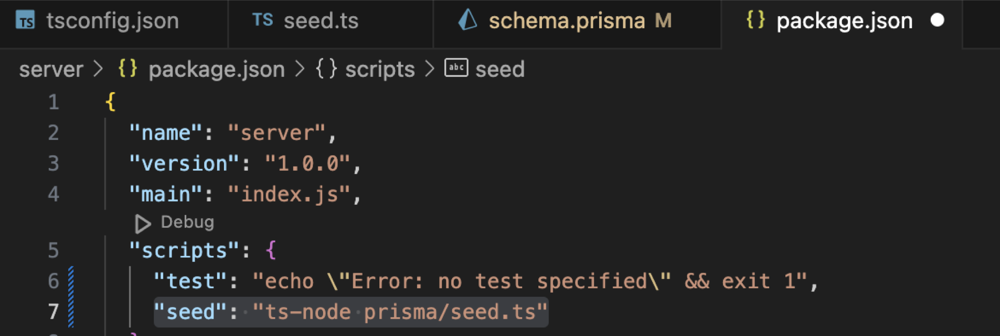 TS tsconfig.json TS seed.ts schema.prisma M {} package.json
server > {} package.json > {} scripts > abc seed
1 {
2 "name": "server",
3 "version": "1.0.0",
4 "main": "index.js",
Debug
5 "scripts": {
6 "test": "echo \"Error: no test specified\" && exit 1",
7 "seed": "ts-node prisma/seed.ts"